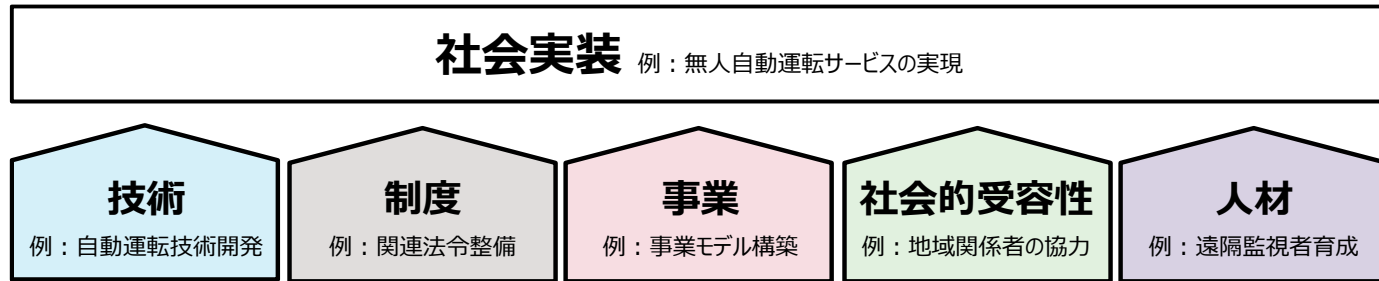 社会実装 例：無人自動運転サービスの実現
技術
例：自動運転技術開発
制度
例：関連法令整備
事業
例：事業モデル構築
社会的受容性
例：地域関係者の協力
人材
例：遠隔監視者育成